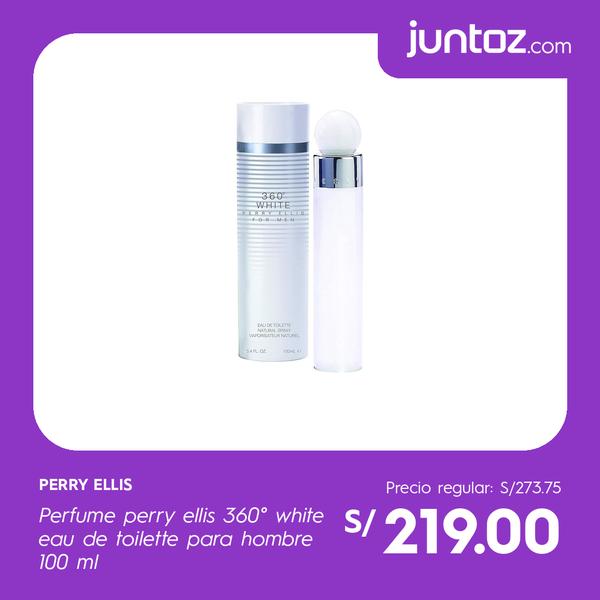 juntoz.com
360°
WHITE
PERRY ELLIS
FOR MEN
EAU DE TOILETTE
NATURAL SPRAY
VAPORISATEUR NATUREL
3.4 FL. OZ. 100mL e
PERRY ELLIS
Perfume perry ellis 360° white
eau de toilette para hombre
100 ml
Precio regular: S/273.75
S/219.00